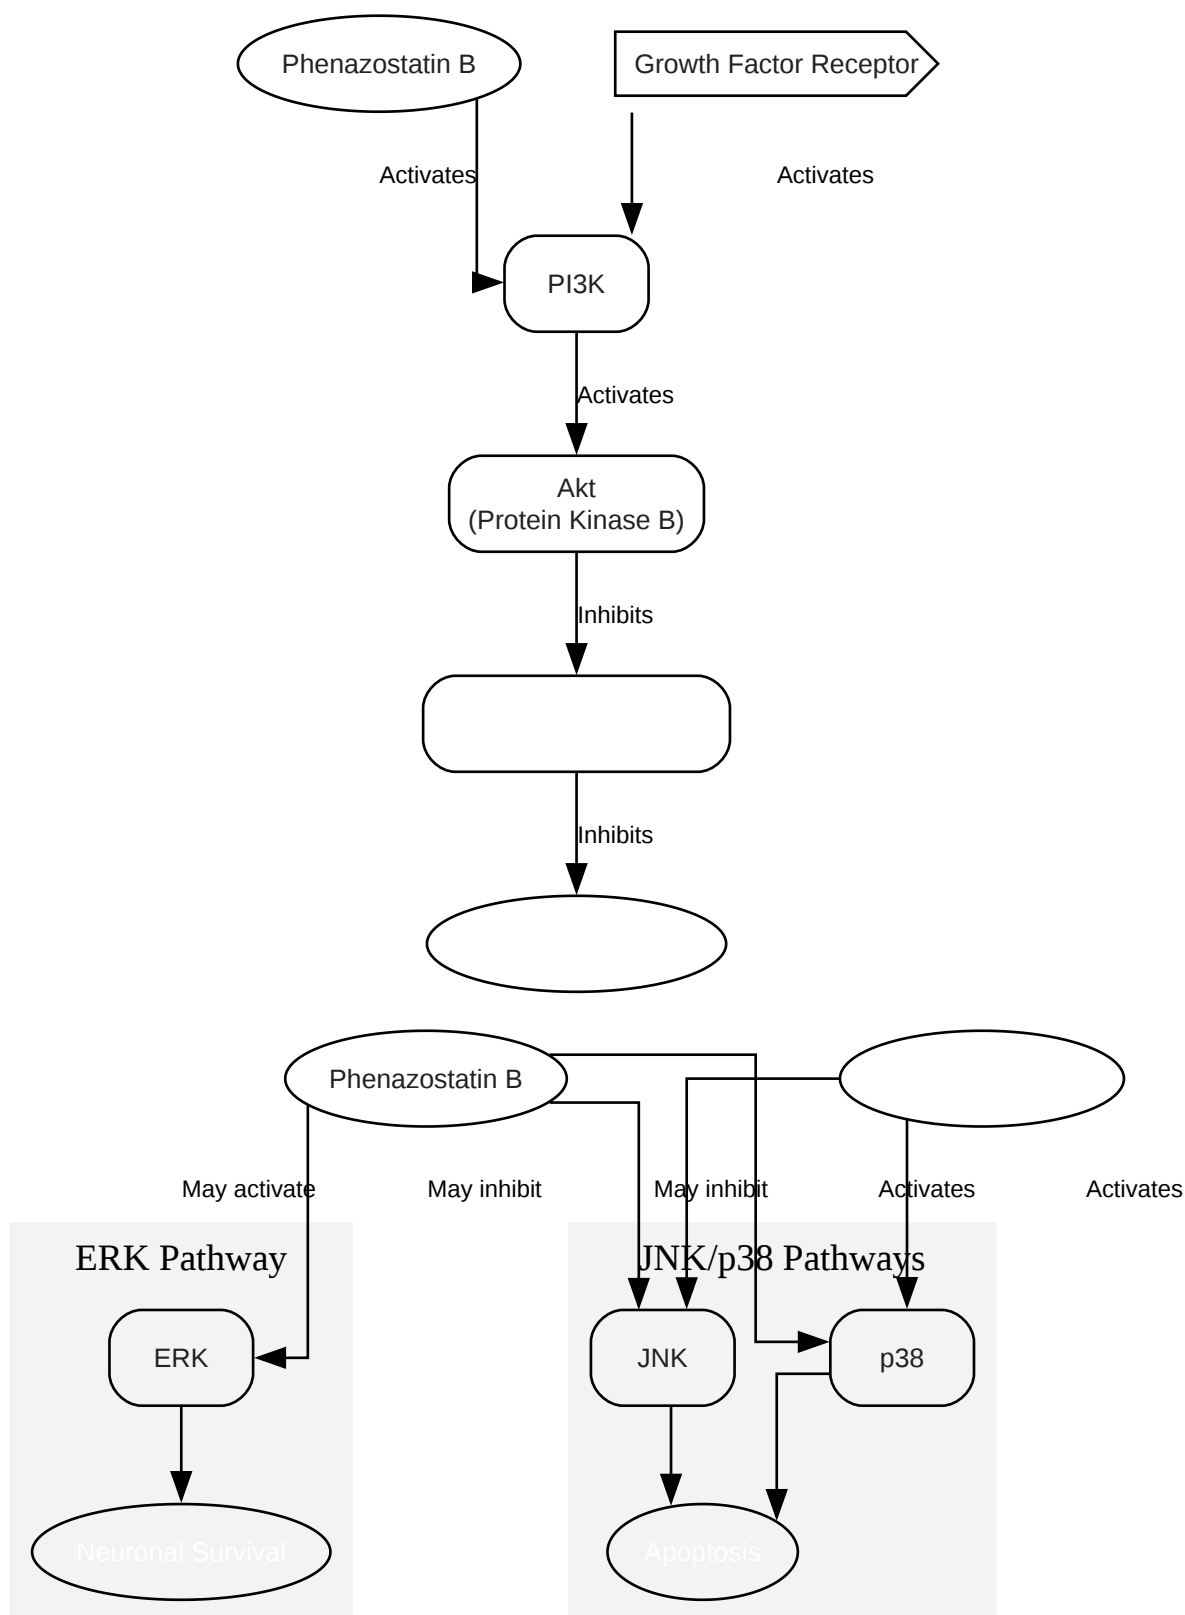 Phenazostatin B
Growth Factor Receptor
Activates
Activates
PI3K
Activates
Akt
(Protein Kinase B)
Inhibits
Inhibits
Phenazostatin B
May activate
May inhibit
May inhibit
Activates
Activates
ERK Pathway
JNK/p38 Pathways
ERK
JNK
p38
Neuronal Survival
Apoptosis